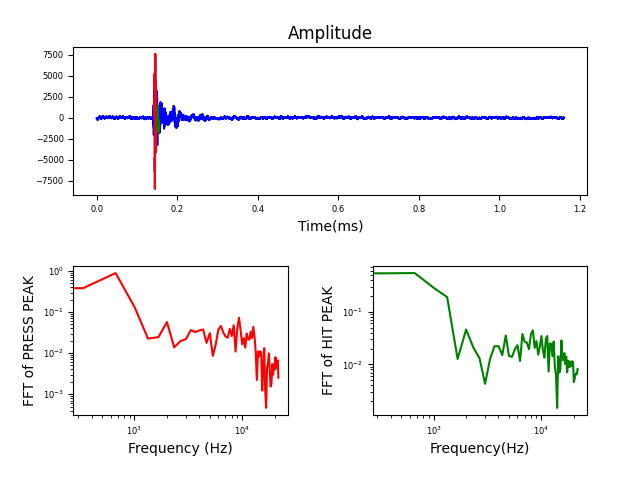 Amplitude
7500
5000
2500
0
−2500
−5000
−7500
0.0 0.2 0.4 0.6 0.8 1.0 1.2
Time(ms)
FFT of PRESS PEAK
10⁰
10⁻¹
10⁻²
10⁻³
10³ 10⁴
Frequency (Hz)
FFT of HIT PEAK
10⁻¹
10⁻²
10³ 10⁴
Frequency(Hz)